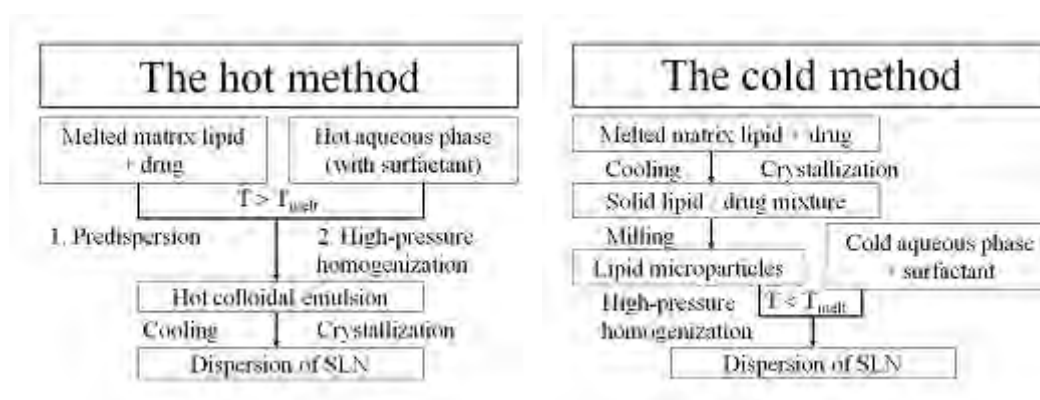 The hot method
Melted matrix lipid
+ drug
Hot aqueous phase
(with surfactant)
T > Tmelt
1. Predispersion
2. High-pressure
homogenization
Hot colloidal emulsion
Cooling
Crystallization
Dispersion of SLN
The cold method
Melted matrix lipid + drug
Cooling
Crystallization
Solid lipid / drug mixture
Milling
Lipid microparticles
Cold aqueous phase
+ surfactant
High-pressure
homogenization
T < Tmelt
Dispersion of SLN